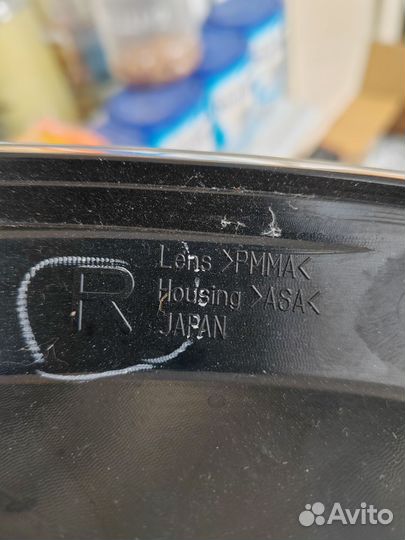 R
Lens >PMMA<
Housing >ASA<
JAPAN
Avito